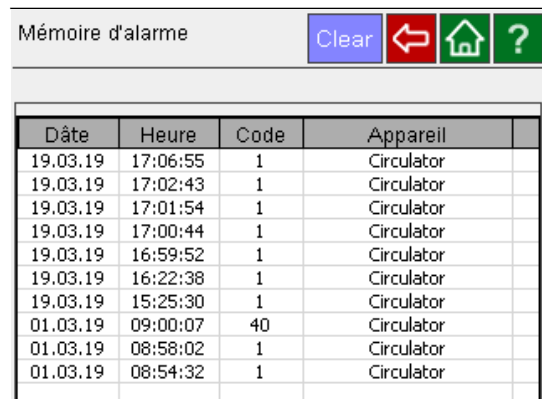 Mémoire d'alarme Clear ?
Dâte Heure Code Appareil
19.03.19 17:06:55 1 Circulator
19.03.19 17:02:43 1 Circulator
19.03.19 17:01:54 1 Circulator
19.03.19 17:00:44 1 Circulator
19.03.19 16:59:52 1 Circulator
19.03.19 16:22:38 1 Circulator
19.03.19 15:25:30 1 Circulator
01.03.19 09:00:07 40 Circulator
01.03.19 08:58:02 1 Circulator
01.03.19 08:54:32 1 Circulator